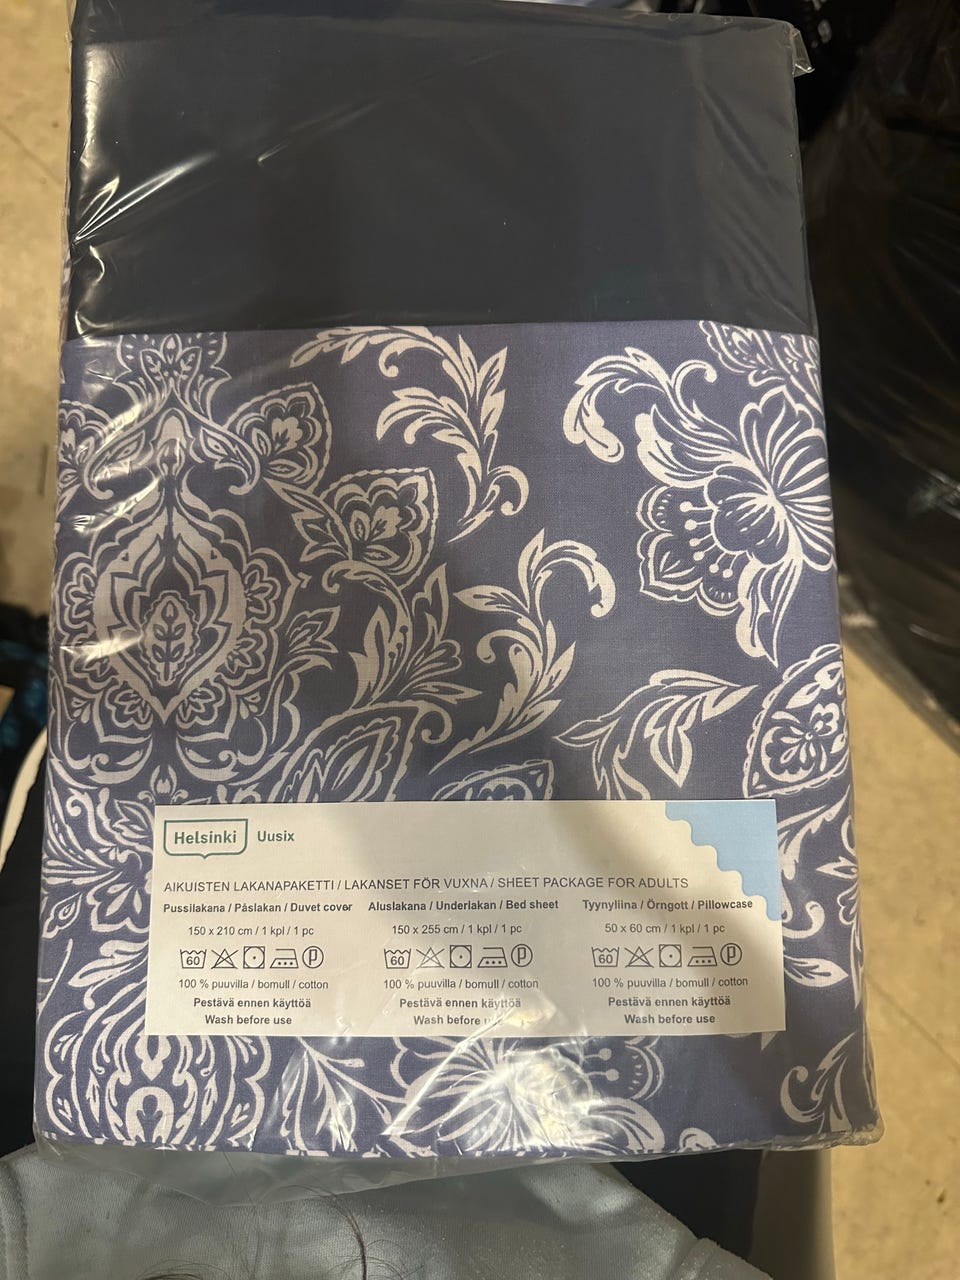 Helsinki Uusix
AIKUISTEN LAKANAPAKETTI / LAKANSET FÖR VUXNA / SHEET PACKAGE FOR ADULTS
Pussilakana / Påslakan / Duvet cover
150 x 210 cm / 1 kpl / 1 pc
60 P
100 % puuvilla / bomull / cotton
Pestävä ennen käyttöä
Wash before use
Aluslakana / Underlakan / Bed sheet
150 x 255 cm / 1 kpl / 1 pc
60 P
100 % puuvilla / bomull / cotton
Pestävä ennen käyttöä
Wash before use
Tyynyliina / Örngott / Pillowcase
50 x 60 cm / 1 kpl / 1 pc
60 P
100 % puuvilla / bomull / cotton
Pestävä ennen käyttöä
Wash before use